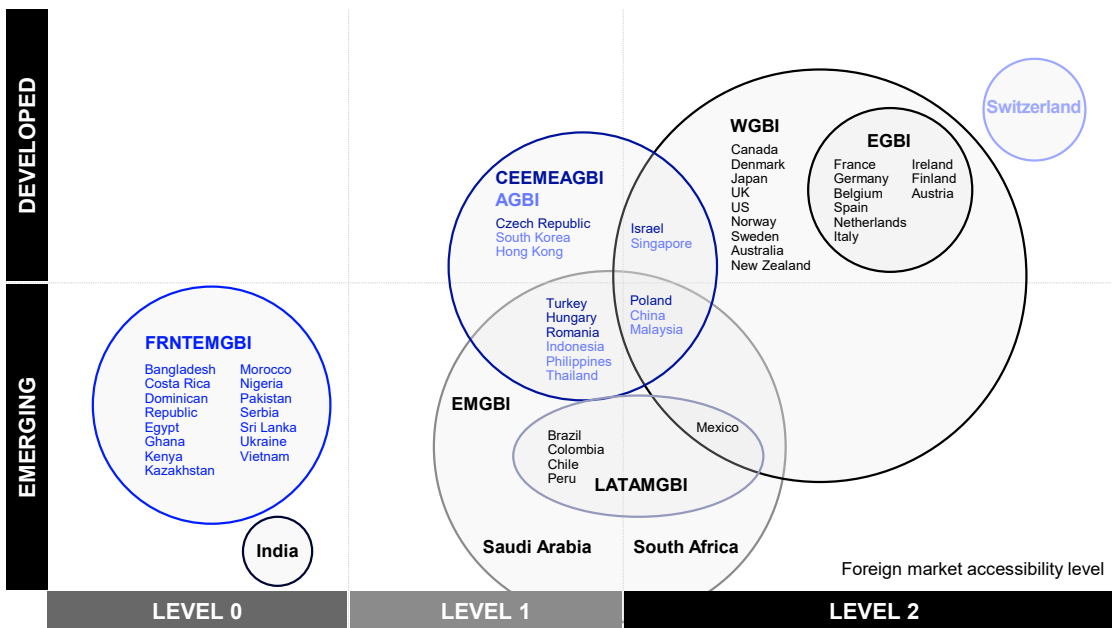 DEVELOPED
EMERGING
Switzerland
WGBI
Canada
Denmark
Japan
UK
US
Norway
Sweden
Australia
New Zealand
EGBI
France
Germany
Belgium
Spain
Netherlands
Italy
Ireland
Finland
Austria
CEEMEAGBI
AGBI
Czech Republic
South Korea
Hong Kong
Israel
Singapore
Turkey
Hungary
Romania
Indonesia
Philippines
Thailand
Poland
China
Malaysia
FRNTEMGBI
Bangladesh
Costa Rica
Dominican
Republic
Egypt
Ghana
Kenya
Kazakhstan
Morocco
Nigeria
Pakistan
Serbia
Sri Lanka
Ukraine
Vietnam
India
EMGBI
Brazil
Colombia
Chile
Peru
Mexico
LATAMGBI
Saudi Arabia
South Africa
Foreign market accessibility level
LEVEL 0
LEVEL 1
LEVEL 2